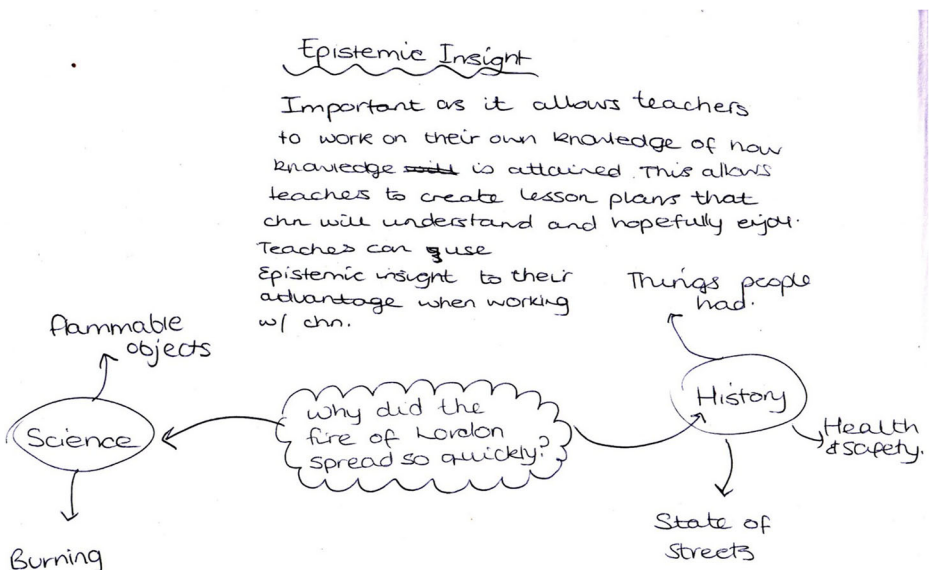 Epistemic Insight
Important as it allows teachers
to work on their own knowledge of how
knowledge is attained. This allows
teachers to create lesson plans that
chn will understand and hopefully enjoy.
Teaches can use
Epistemic insight to their
advantage when working
w/ chn.
Things people
had.
flammable
objects
Science
Why did the
fire of London
spread so quickly?
History
Health
& safety.
State of
Streets
Burning